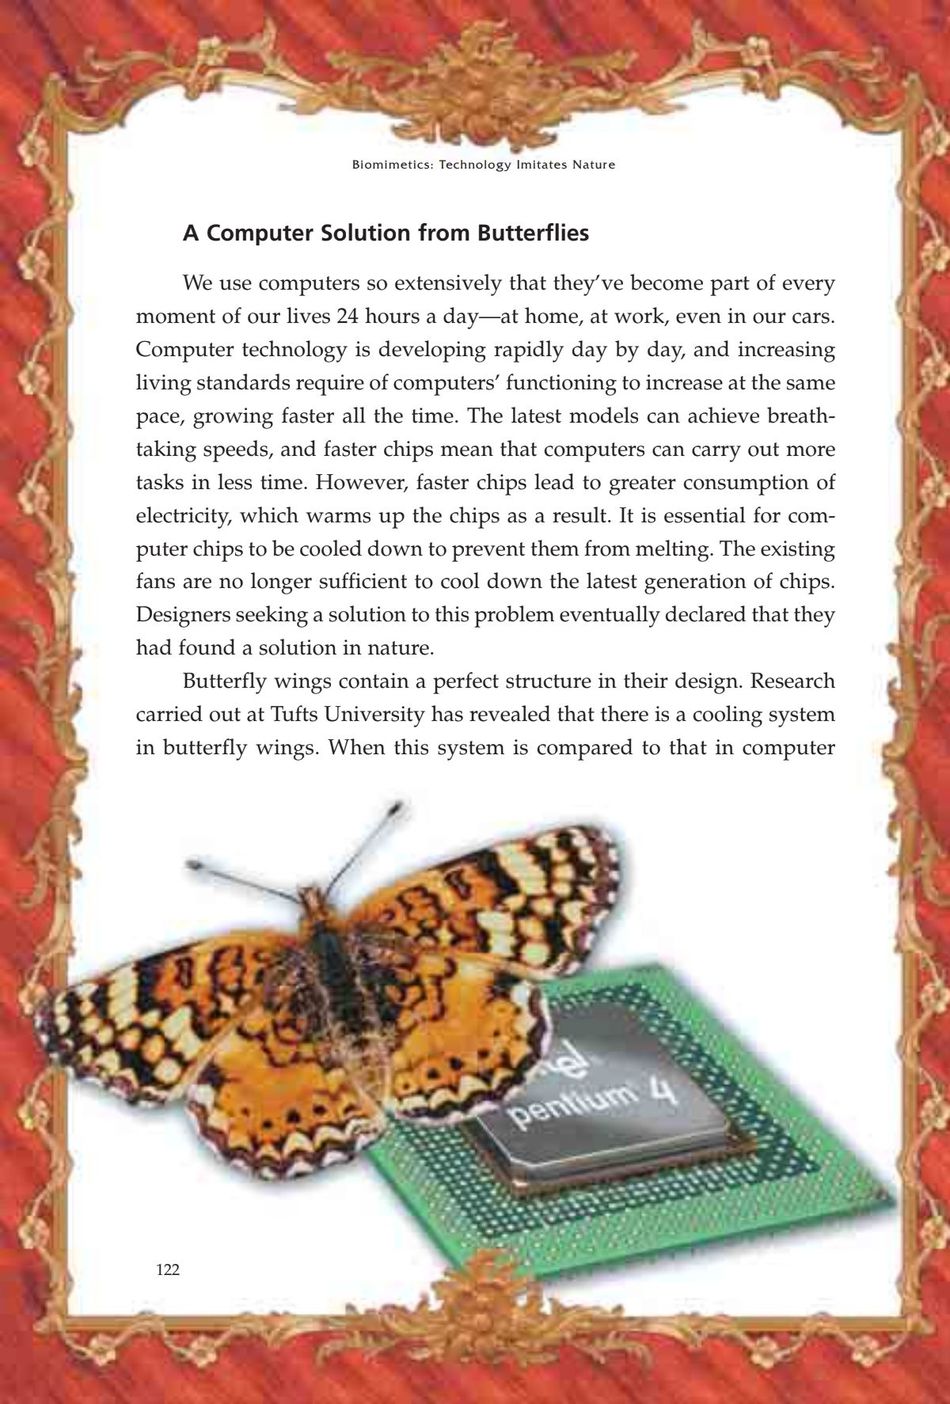 Biomimetics: Technology Imitates Nature
A Computer Solution from Butterflies
We use computers so extensively that they've become part of every
moment of our lives 24 hours a day—at home, at work, even in our cars.
Computer technology is developing rapidly day by day, and increasing
living standards require of computers' functioning to increase at the same
pace, growing faster all the time. The latest models can achieve breath-
taking speeds, and faster chips mean that computers can carry out more
tasks in less time. However, faster chips lead to greater consumption of
electricity, which warms up the chips as a result. It is essential for com-
puter chips to be cooled down to prevent them from melting. The existing
fans are no longer sufficient to cool down the latest generation of chips.
Designers seeking a solution to this problem eventually declared that they
had found a solution in nature.
Butterfly wings contain a perfect structure in their design. Research
carried out at Tufts University has revealed that there is a cooling system
in butterfly wings. When this system is compared to that in computer
pentium 4
122